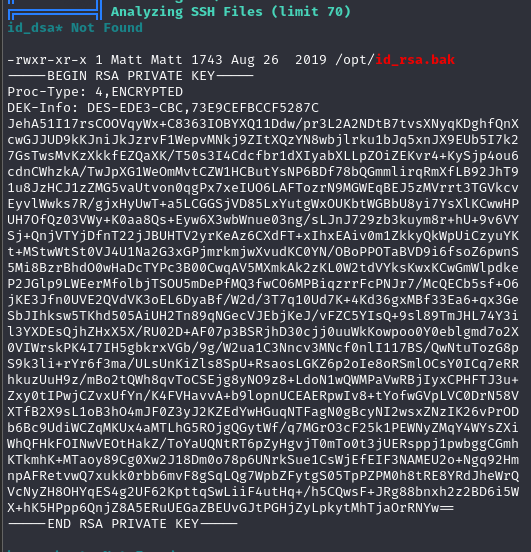 Analyzing SSH Files (limit 70)
id_dsa* Not Found
-rwxr-xr-x 1 Matt Matt 1743 Aug 26  2019 /opt/id_rsa.bak
-----BEGIN RSA PRIVATE KEY-----
Proc-Type: 4,ENCRYPTED
DEK-Info: DES-EDE3-CBC,73E9CEFBCCF5287C
JehA51I17rsCOOVqyWx+C8363IOBYXQ11Ddw/pr3L2A2NDtB7tvsXNyqKDghfQnX
cwGJJUD9kKJniJkJzrvF1WepvMNkj9ZItXQzYN8wbjlrku1bJq5xnJX9EUb5I7k2
7GsTwsMvKzXkkfEZQaXK/T50s3I4Cdcfbr1dXIyabXLLpZOiZEKvr4+KySjp4ou6
cdnCWhzkA/TwJpXG1WeOmMvtCZW1HCButYsNP6BDf78bQGmmlirqRmXfLB92JhT9
1u8JzHCJ1zZMG5vaUtvon0qgPx7xeIUO6LAFTozrN9MGWEqBEJ5zMVrrt3TGVkcv
EyvlWwks7R/gjxHyUwT+a5LCGGSjVD85LxYutgWxOUKbtWGBbU8yi7YsXlKCwwHP
UH7OfQz03VWy+K0aa8Qs+Eyw6X3wbWnue03ng/sLJnJ729zb3kuym8r+hU+9v6VY
Sj+QnjVTYjDfnT22jJBUHTV2yrKeAz6CXdFT+xIhxEAiv0m1ZkkyQkWpUiCzyuYK
t+MStwWtSt0VJ4U1Na2G3xGPjmrkmjwXvudKC0YN/OBoPPOTaBVD9i6fsoZ6pwnS
5Mi8BzrBhdO0wHaDcTYPc3B00CwqAV5MXmkAk2zKL0W2tdVYksKwxKCwGmWlpdke
P2JGlp9LWEerMfolbjTSOU5mDePfMQ3fwCO6MPBiqzrrFcPNJr7/McQECb5sf+O6
jKE3Jfn0UVE2QVdVK3oEL6DyaBf/W2d/3T7q10Ud7K+4Kd36gxMBf33Ea6+qx3Ge
SbJIhksw5TKhd505AiUH2Tn89qNGecVJEbjKeJ/vFZC5YIsQ+9sl89TmJHL74Y3i
l3YXDEsQjhZHxX5X/RU02D+AF07p3BSRjhD30cjj0uuWkKowpoo0Y0eblgmd7o2X
0VIWrskPK4I7IH5gbkrxVGb/9g/W2ua1C3Nncv3MNcf0nlI117BS/QwNtuTozG8p
S9k3li+rYr6f3ma/ULsUnKiZls8SpU+RsaosLGKZ6p2oIe8oRSmlOCsY0ICq7eRR
hkuzUuH9z/mBo2tQWh8qvToCSEjg8yNO9z8+LdoN1wQWMPaVwRBjIyxCPHFTJ3u+
Zxy0tIPwjCZvxUfYn/K4FVHavvA+b9lopnUCEAERpwIv8+tYofwGVpLVC0DrN58V
XTfB2X9sL1oB3hO4mJF0Z3yJ2KZEdYwHGuqNTFagN0gBcyNI2wsxZNzIK26vPrOD
b6Bc9UdiWCZqMKUx4aMTLhG5ROjgQGytWf/q7MGrO3cF25k1PEWNyZMqY4WYsZXi
WhQFHkFOINwVEOtHakZ/ToYaUQNtRT6pZyHgvjT0mTo0t3jUERsppj1pwbggCGmh
KTkmhK+MTaoy89Cg0Xw2J18Dm0o78p6UNrkSue1CsWjEfEIF3NAMEU2o+Ngq92Hm
npAFRetvwQ7xukk0rbb6mvF8gSqLQg7WpbZFytgS05TpPZPM0h8tRE8YRdJheWrQ
VcNyZH8OHYqES4g2UF62KpttqSwLiiF4utHq+/h5CQwsF+JRg88bnxh2z2BD6i5W
X+hK5HPpp6QnjZ8A5ERuUEGaZBEUvGJtPGHjZyLpkytMhTjaOrRNYw==
-----END RSA PRIVATE KEY-----